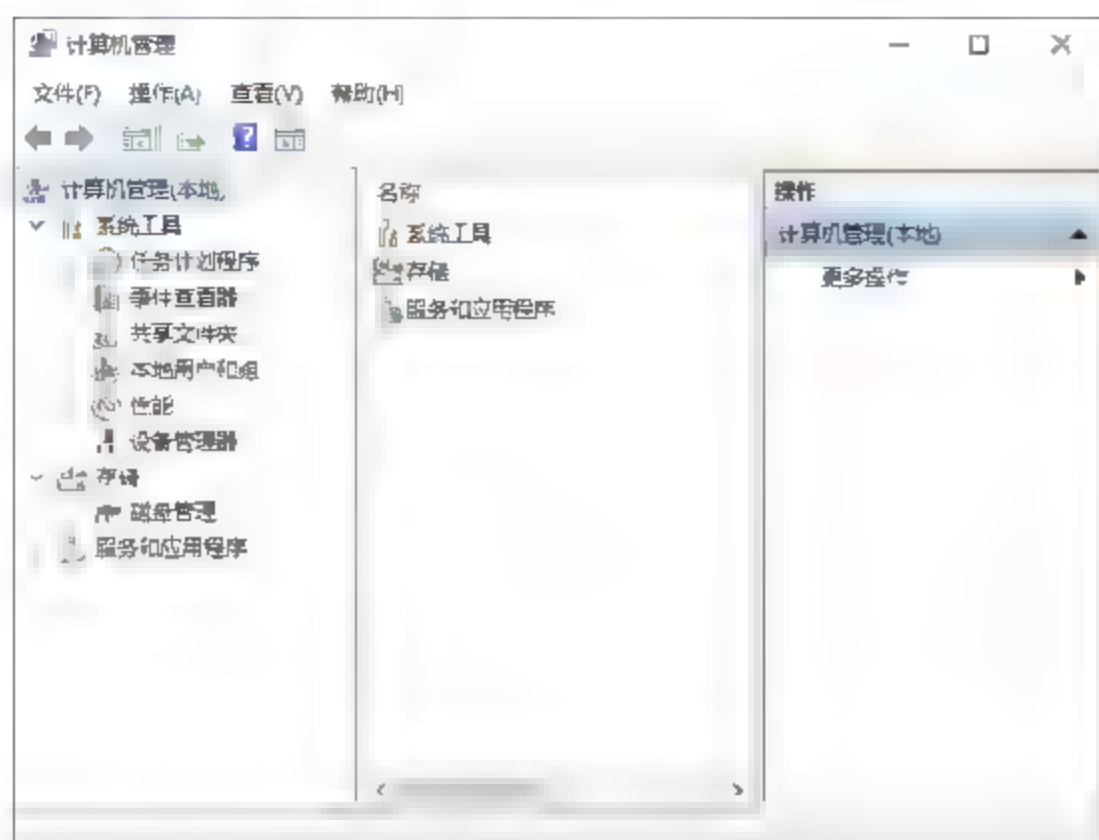 计算机管理
文件(F) 操作(A) 查看(V) 帮助(H)
计算机管理(本地)
系统工具
任务计划程序
事件查看器
共享文件夹
本地用户和组
性能
设备管理器
存储
磁盘管理
服务和应用程序
名称
系统工具
存储
服务和应用程序
操作
计算机管理(本地)
更多操作